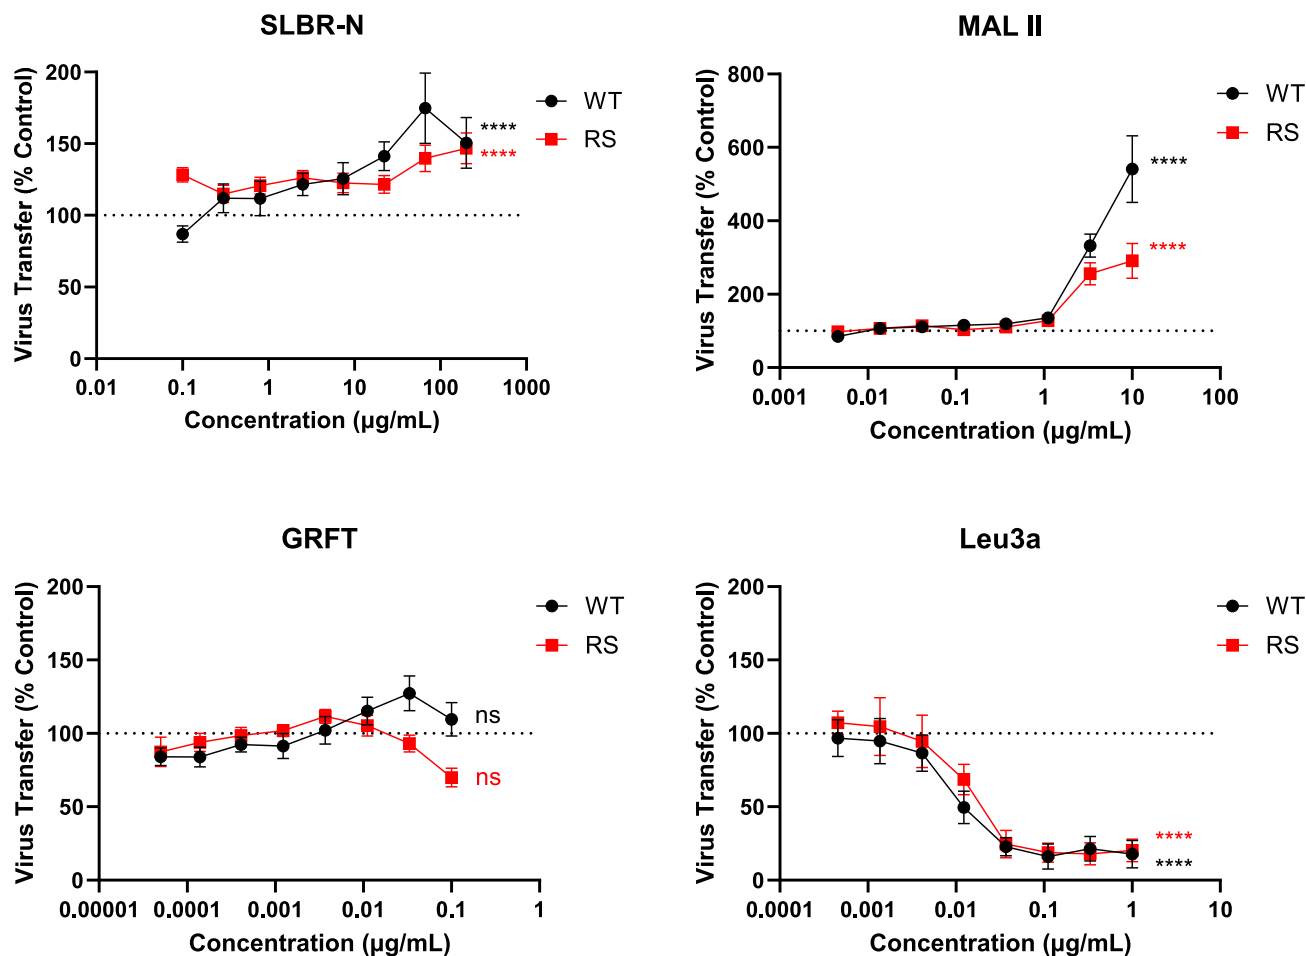 SLBR-N
Virus Transfer (% Control)
200
150
100
50
0
0.01 0.1 1 10 100 1000
Concentration (µg/mL)
WT
RS
****
****
MAL II
Virus Transfer (% Control)
800
600
400
200
0
0.001 0.01 0.1 1 10 100
Concentration (µg/mL)
WT
RS
****
****
GRFT
Virus Transfer (% Control)
200
150
100
50
0
0.00001 0.0001 0.001 0.01 0.1 1
Concentration (µg/mL)
WT
RS
ns
ns
Leu3a
Virus Transfer (% Control)
200
150
100
50
0
0.0001 0.001 0.01 0.1 1 10
Concentration (µg/mL)
WT
RS
****
****